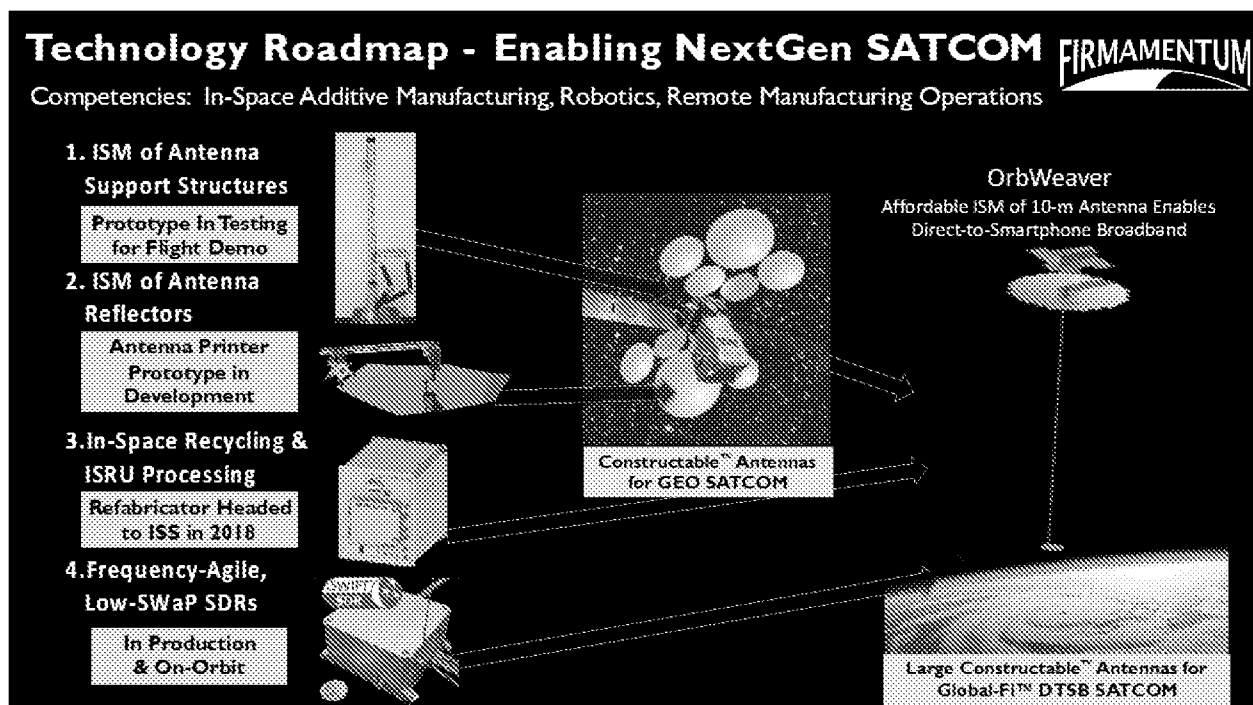 Technology Roadmap - Enabling NextGen SATCOM
FIRMAMENTUM
Competencies: In-Space Additive Manufacturing, Robotics, Remote Manufacturing Operations
1. ISM of Antenna
Support Structures
Prototype In Testing
for Flight Demo
2. ISM of Antenna
Reflectors
Antenna Printer
Prototype in
Development
3.In-Space Recycling &
ISRU Processing
Refabricator Headed
to ISS in 2018
4.Frequency-Agile,
Low-SWaP SDRs
In Production
& On-Orbit
Constructable™ Antennas
for GEO SATCOM
OrbWeaver
Affordable ISM of 10-m Antenna Enables
Direct-to-Smartphone Broadband
Large Constructable™ Antennas for
Global-Fi™ DTSB SATCOM